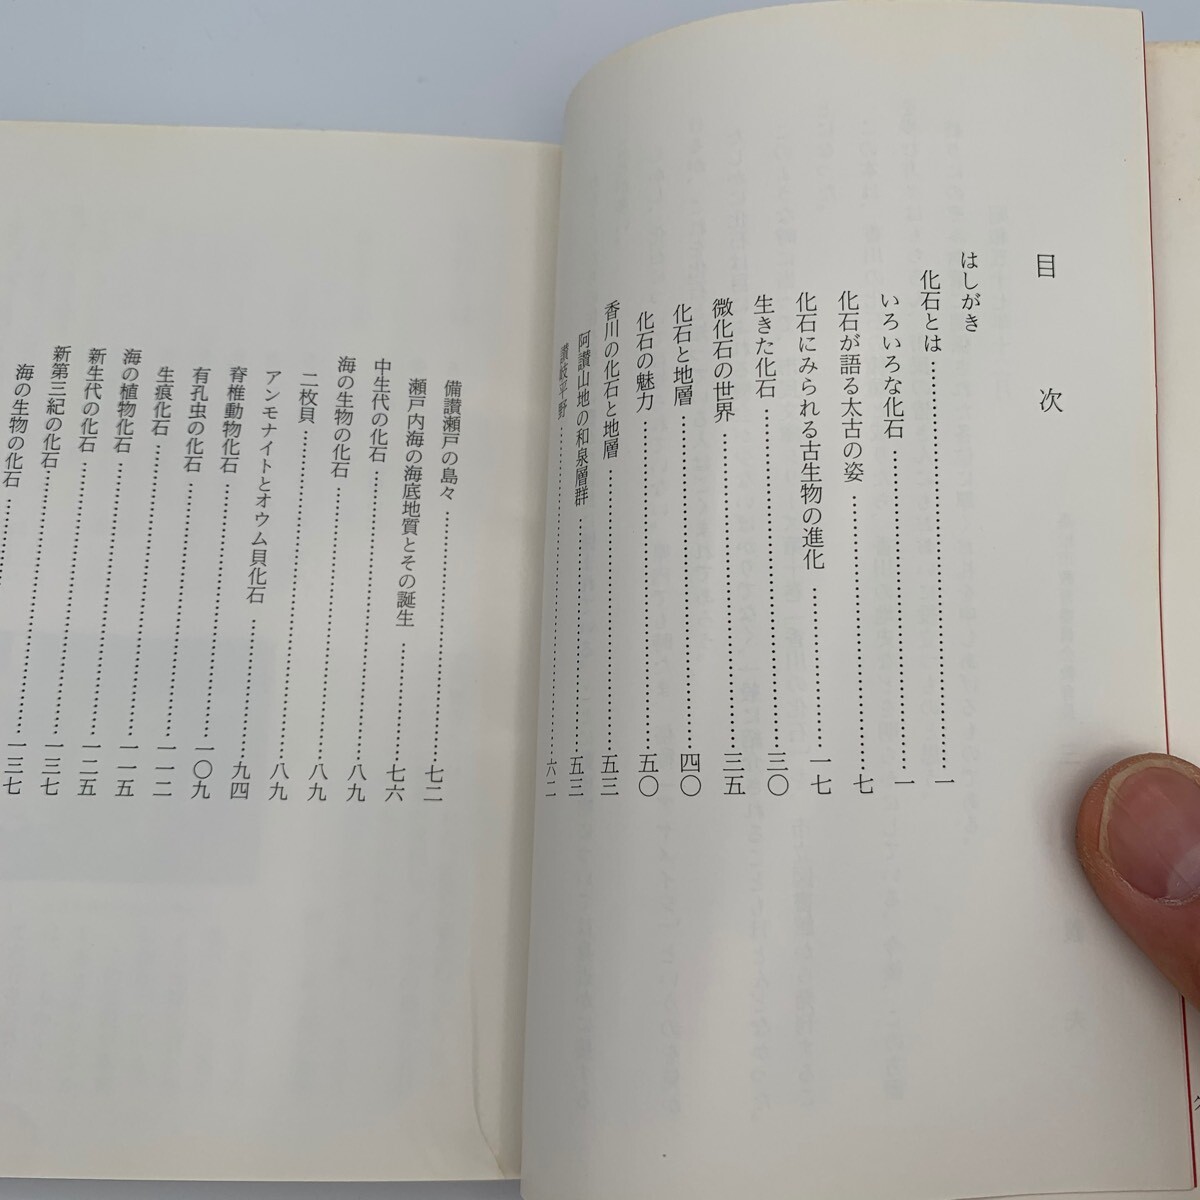 目次
はしがき
化石とは……………………一
いろいろな化石……………………一
化石が語る太古の姿……………………七
化石にみられる古生物の進化……………………一七
生きた化石……………………三〇
微化石の世界……………………三五
化石と地層……………………四〇
化石の魅力……………………五〇
香川の化石と地層……………………五三
阿讃山地の和泉層群……………………五三
讃岐平野……………………六二
備讃瀬戸の島々……………………七二
瀬戸内海の海底地質とその誕生……………………七六
中生代の化石……………………八九
海の生物の化石……………………八九
二枚貝……………………八九
アンモナイトとオウム貝化石……………………九四
脊椎動物化石……………………一〇九
有孔虫の化石……………………一一二
生痕化石……………………一一五
海の植物化石……………………一二五
新生代の化石……………………一三七
新第三紀の化石……………………一三七
海の生物の化石